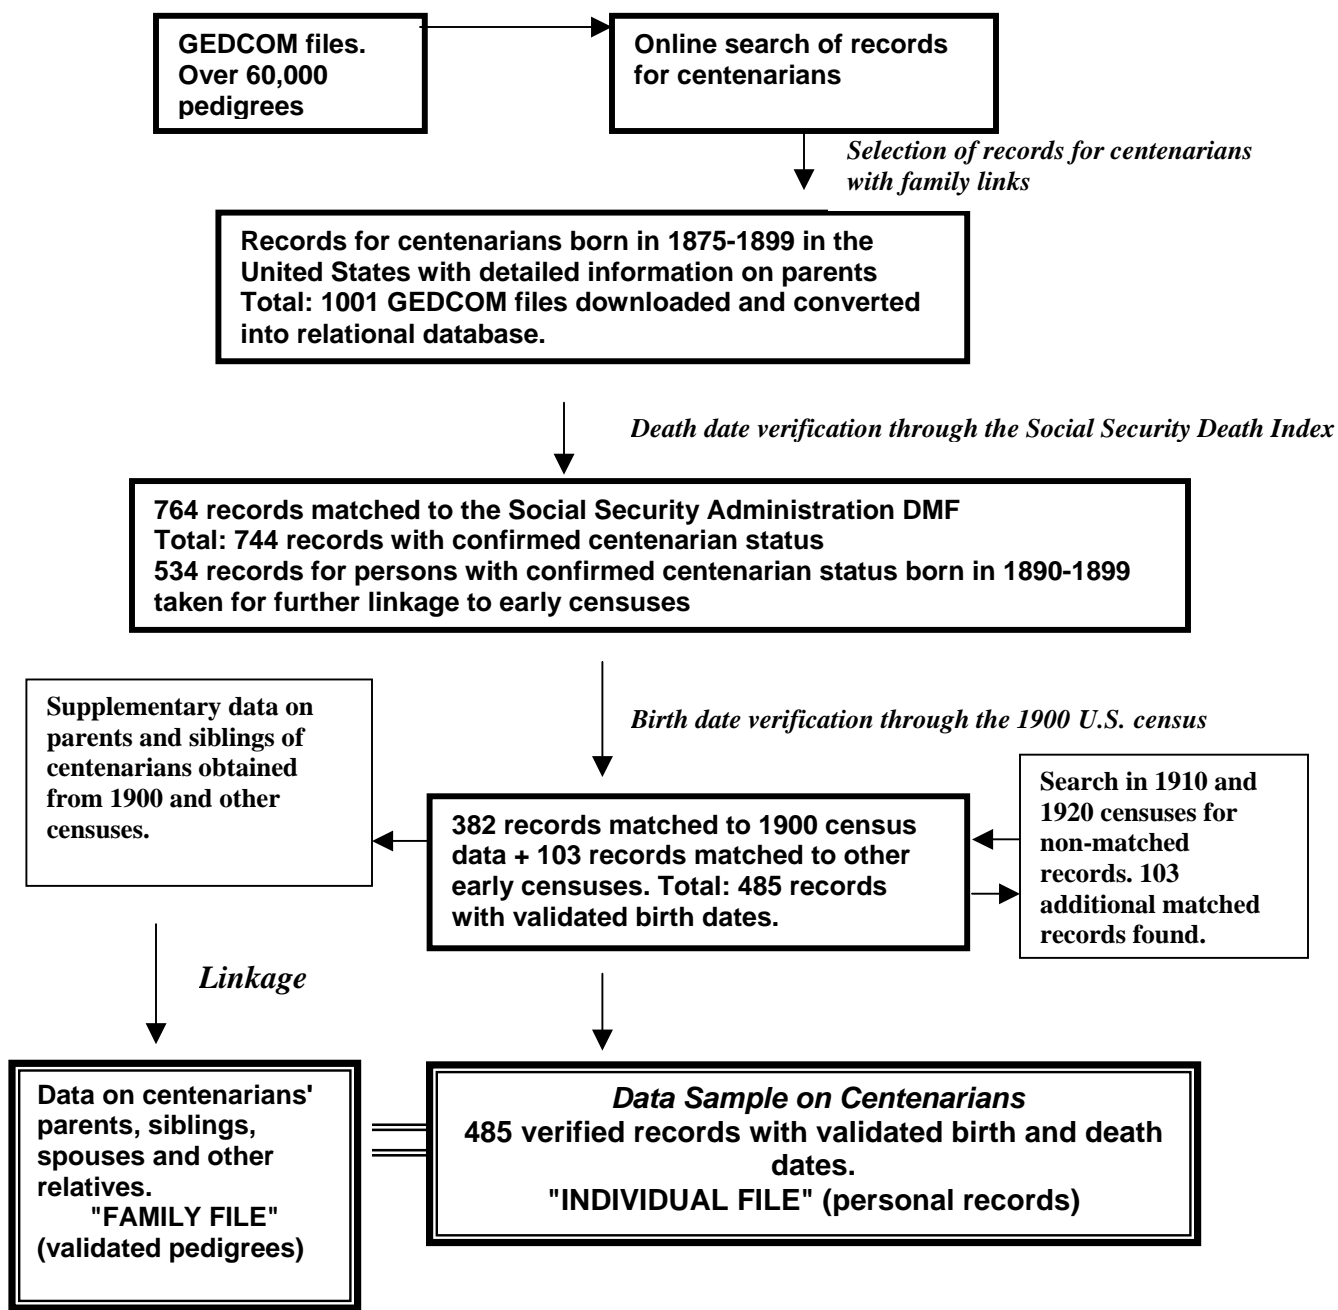 GEDCOM files.
Over 60,000
pedigrees
Online search of records
for centenarians
Selection of records for centenarians
with family links
Records for centenarians born in 1875-1899 in the
United States with detailed information on parents
Total: 1001 GEDCOM files downloaded and converted
into relational database.
Death date verification through the Social Security Death Index
764 records matched to the Social Security Administration DMF
Total: 744 records with confirmed centenarian status
534 records for persons with confirmed centenarian status born in 1890-1899
taken for further linkage to early censuses
Birth date verification through the 1900 U.S. census
Supplementary data on
parents and siblings of
centenarians obtained
from 1900 and other
censuses.
382 records matched to 1900 census
data + 103 records matched to other
early censuses. Total: 485 records
with validated birth dates.
Search in 1910 and
1920 censuses for
non-matched
records. 103
additional matched
records found.
Linkage
Data on centenarians'
parents, siblings,
spouses and other
relatives.
"FAMILY FILE"
(validated pedigrees)
Data Sample on Centenarians
485 verified records with validated birth and death
dates.
"INDIVIDUAL FILE" (personal records)